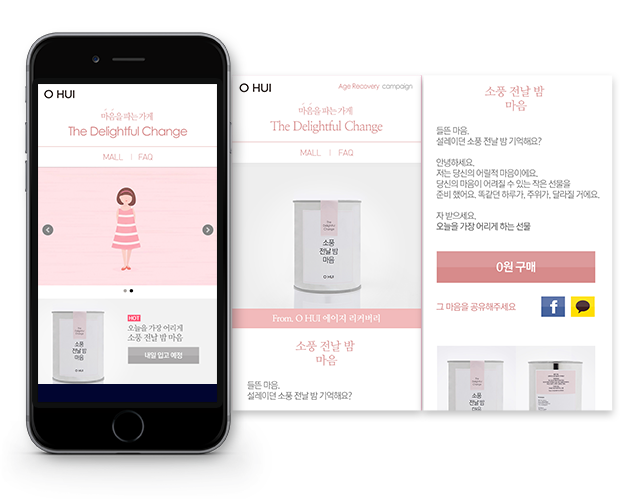 O HUI
마음을 파는 가게
The Delightful Change
MALL | FAQ
HOT
오늘을 가장 어리게
소풍 전날 밤 마음
내일 입고 예정
소풍
전날 밤
마음
O HUI
Age Recovery campaign
마음을 파는 가게
The Delightful Change
MALL | FAQ
The
Delightful
Change
소풍
전날 밤
마음
O HUI
From, O HUI 에이지 리커버리
소풍 전날 밤
마음
들뜬 마음.
설레이던 소풍 전날 밤 기억해요?
소풍 전날 밤
마음
들뜬 마음.
설레이던 소풍 전날 밤 기억해요?
안녕하세요.
저는 당신의 어릴적 마음이에요.
당신의 마음이 어려질 수 있는 작은 선물을
준비 했어요. 똑같던 하루가, 주위가, 달라질 거에요.
자 받으세요.
오늘을 가장 어리게 하는 선물
0원 구매
그 마음을 공유해주세요
f
TALK
The
Delightful
Change
소풍
전날 밤
마음